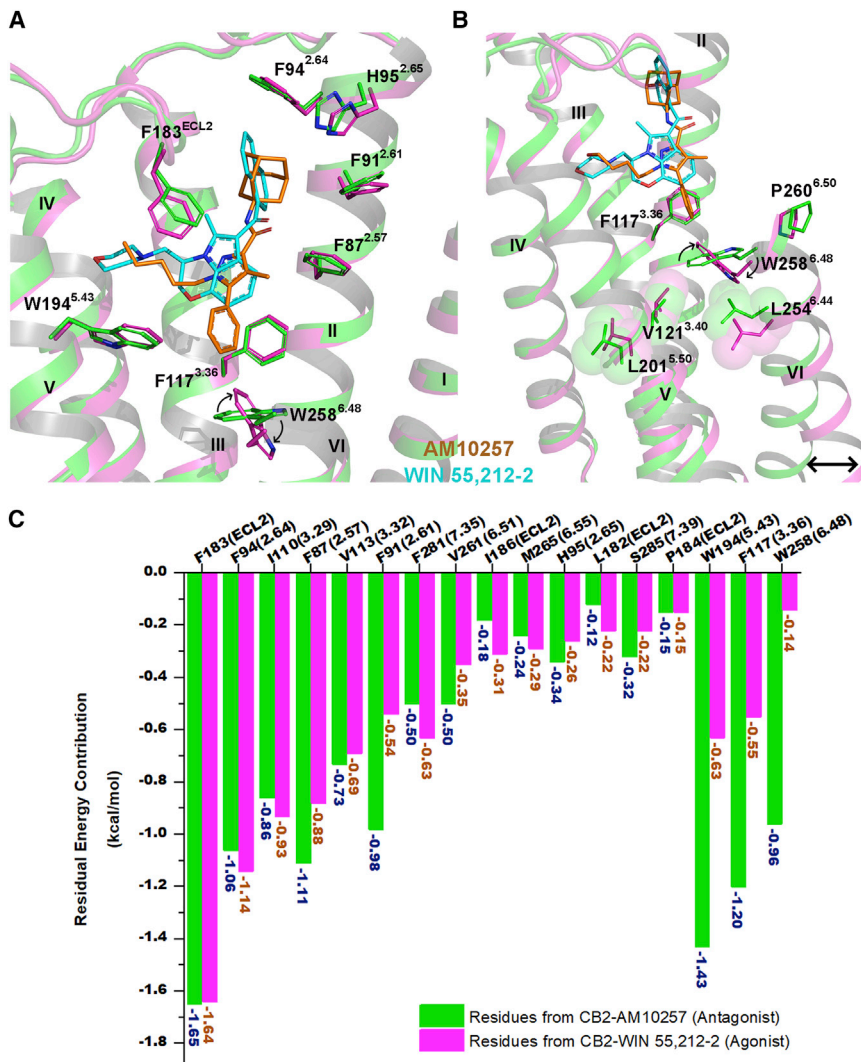 A
F94^2.64
H95^2.65
F183^ECL2
F91^2.61
IV
F87^2.57
W194^5.43
II
V
F117^3.36
I
W258^6.48
III
VI
AM10257
WIN 55,212-2
B
II
III
P260^6.50
F117^3.36
IV
W258^6.48
L254^6.44
V121^3.40
L201^5.50
VI
V
C
F183(ECL2)
F94(2.64)
I110(3.29)
F87(2.57)
V113(3.32)
F91(2.61)
F281(7.35)
V261(6.51)
I186(ECL2)
M265(6.55)
H95(2.65)
L182(ECL2)
S285(7.39)
P184(ECL2)
W194(5.43)
F117(3.36)
W258(6.48)
Residual Energy Contribution
(kcal/mol)
0.0
-0.2
-0.4
-0.6
-0.8
-1.0
-1.2
-1.4
-1.6
-1.8
-1.65
-1.64
-1.06
-1.14
-0.86
-0.93
-1.11
-0.88
-0.73
-0.69
-0.98
-0.54
-0.50
-0.63
-0.50
-0.35
-0.18
-0.31
-0.24
-0.29
-0.34
-0.26
-0.12
-0.22
-0.32
-0.22
-0.15
-0.15
-1.43
-0.63
-1.20
-0.55
-0.96
-0.14
Residues from CB2-AM10257 (Antagonist)
Residues from CB2-WIN 55,212-2 (Agonist)